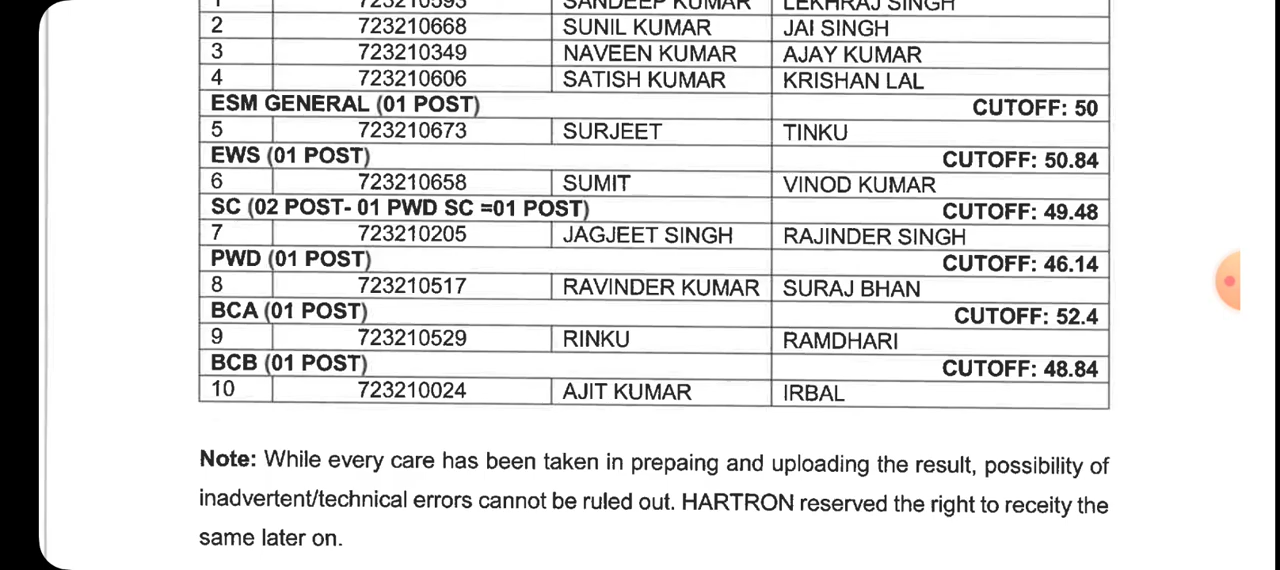 1 723210593 SANDEEP KUMAR LEKHRAJ SINGH
2 723210668 SUNIL KUMAR JAI SINGH
3 723210349 NAVEEN KUMAR AJAY KUMAR
4 723210606 SATISH KUMAR KRISHAN LAL
ESM GENERAL (01 POST) CUTOFF: 50
5 723210673 SURJEET TINKU
EWS (01 POST) CUTOFF: 50.84
6 723210658 SUMIT VINOD KUMAR
SC (02 POST- 01 PWD SC =01 POST) CUTOFF: 49.48
7 723210205 JAGJEET SINGH RAJINDER SINGH
PWD (01 POST) CUTOFF: 46.14
8 723210517 RAVINDER KUMAR SURAJ BHAN
BCA (01 POST) CUTOFF: 52.4
9 723210529 RINKU RAMDHARI
BCB (01 POST) CUTOFF: 48.84
10 723210024 AJIT KUMAR IRBAL
Note: While every care has been taken in prepaing and uploading the result, possibility of
inadvertent/technical errors cannot be ruled out. HARTRON reserved the right to receity the
same later on.